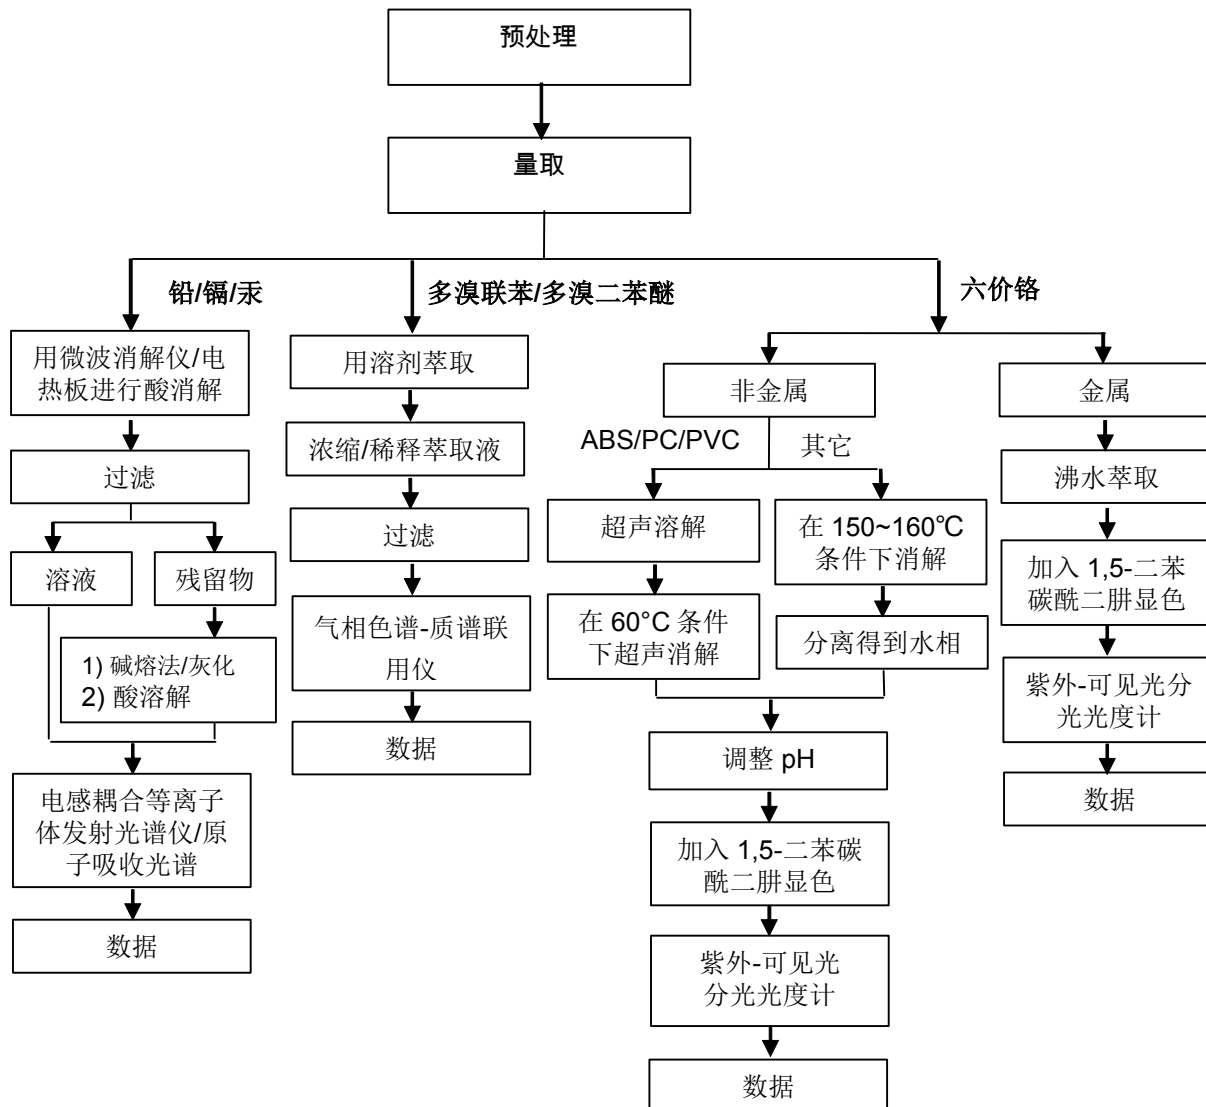 预处理
量取
铅/镉/汞
多溴联苯/多溴二苯醚
六价铬
用微波消解仪/电
热板进行酸消解
过滤
溶液
残留物
1) 碱熔法/灰化
2) 酸溶解
电感耦合等离子
体发射光谱仪/原
子吸收光谱
数据
用溶剂萃取
浓缩/稀释萃取液
过滤
气相色谱-质谱联
用仪
数据
非金属
ABS/PC/PVC
其它
超声溶解
在 60°C 条件
下超声消解
在 150~160℃
条件下消解
分离得到水相
调整 pH
加入 1,5-二苯碳
酰二肼显色
紫外-可见光
分光光度计
数据
金属
沸水萃取
加入 1,5-二苯
碳酰二肼显色
紫外-可见光分
光光度计
数据